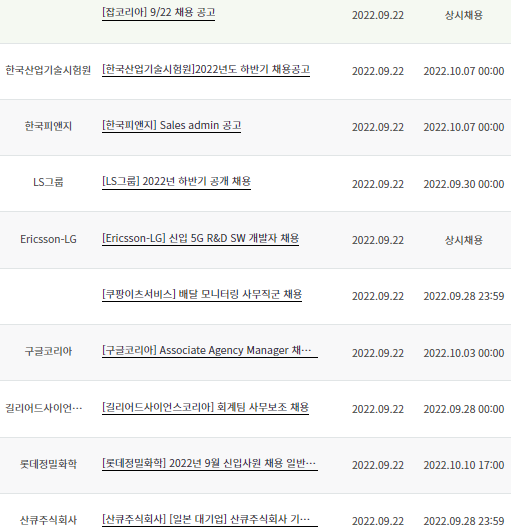 [잡코리아] 9/22 채용 공고 2022.09.22 상시채용
한국산업기술시험원 [한국산업기술시험원]2022년도 하반기 채용공고 2022.09.22 2022.10.07 00:00
한국피앤지 [한국피앤지] Sales admin 공고 2022.09.22 2022.10.07 00:00
LS그룹 [LS그룹] 2022년 하반기 공개 채용 2022.09.22 2022.09.30 00:00
Ericsson-LG [Ericsson-LG] 신입 5G R&D SW 개발자 채용 2022.09.22 상시채용
[쿠팡이츠서비스] 배달 모니터링 사무직군 채용 2022.09.22 2022.09.28 23:59
구글코리아 [구글코리아] Associate Agency Manager 채… 2022.09.22 2022.10.03 00:00
길리어드사이언… [길리어드사이언스코리아] 회계팀 사무보조 채용 2022.09.22 2022.09.28 00:00
롯데정밀화학 [롯데정밀화학] 2022년 9월 신입사원 채용 일반… 2022.09.22 2022.10.10 17:00
산큐주식회사 [산큐주식회사] [일본 대기업] 산큐주식회사 기… 2022.09.22 2022.09.28 23:59